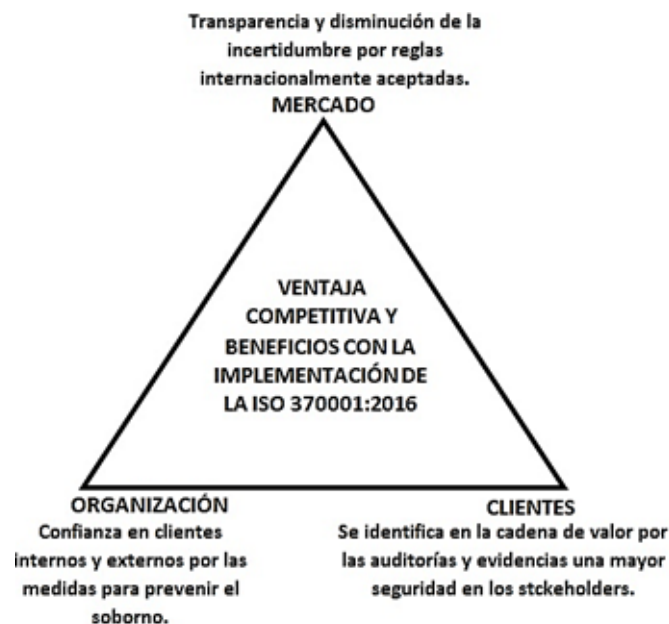 Transparencia y disminución de la
incertidumbre por reglas
internacionalmente aceptadas.
MERCADO
VENTAJA
COMPETITIVA Y
BENEFICIOS CON LA
IMPLEMENTACIÓN DE
LA ISO 370001:2016
ORGANIZACIÓN
Confianza en clientes
internos y externos por las
medidas para prevenir el
soborno.
CLIENTES
Se identifica en la cadena de valor por
las auditorías y evidencias una mayor
seguridad en los stckeholders.